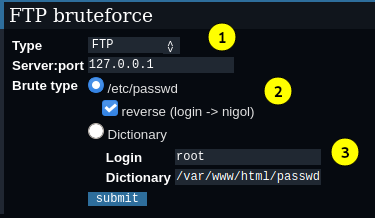 FTP bruteforce
Type FTP 1
Server:port 127.0.0.1
Brute type /etc/passwd 2
reverse (login -> nigol)
Dictionary
3
Login root
Dictionary /var/www/html/passwd
submit